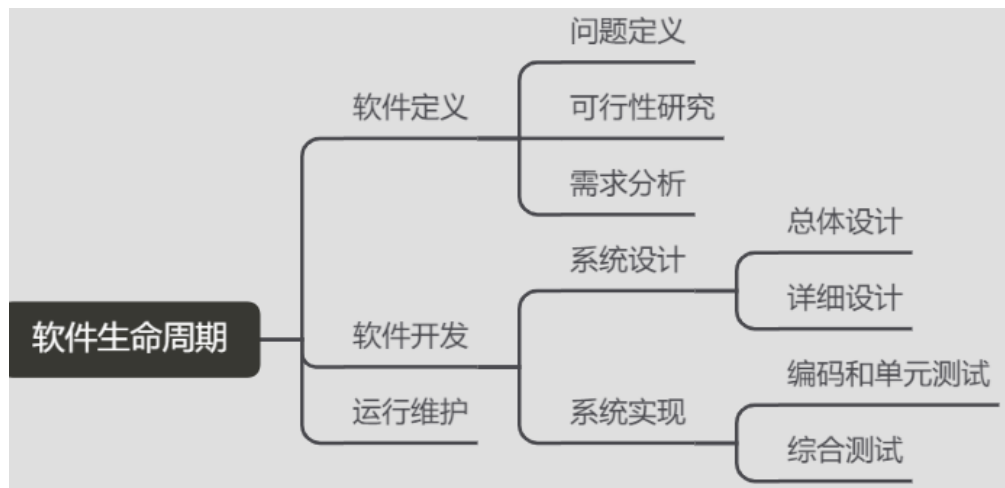 软件生命周期
软件定义
问题定义
可行性研究
需求分析
软件开发
系统设计
总体设计
详细设计
系统实现
编码和单元测试
综合测试
运行维护